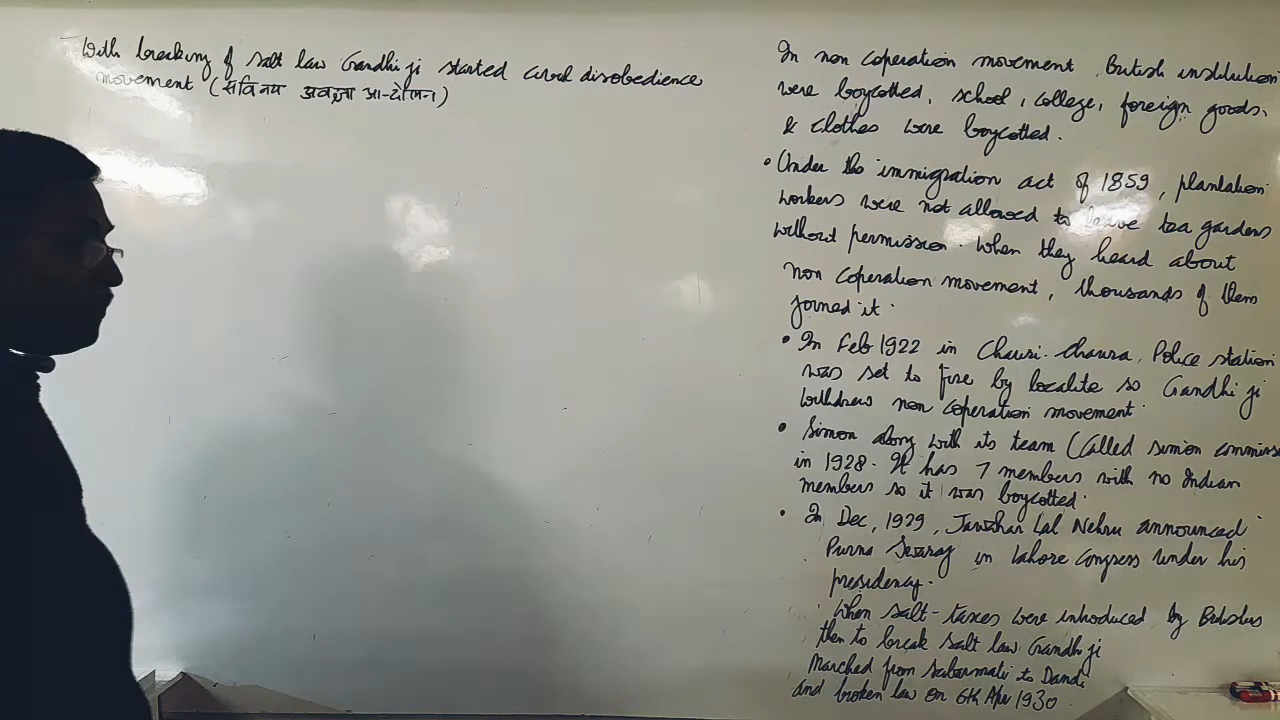 With breaking of salt law Gandhi ji started civil disobedience
movement (सविनय अवज्ञा आन्दोलन)
In non coperation movement, British institution
were boycotted, school, college, foreign goods,
& clothes were boycotted.
• Under the immigration act of 1859, plantation
workers were not allowed to leave tea gardens
without permission. When they heard about
non coperation movement, thousands of them
joined it.
• In Feb 1922 in Chauri-Chaura, Police station
was set to fire by localite so Gandhi ji
withdrew non coperation movement.
• Simon along with its team (Called simon commiss
in 1928. It has 7 members with no Indian
members so it was boycotted.
• In Dec, 1929, Jawahar Lal Nehru announced
Purna Swaraj in Lahore Congress under his
presidency.
When salt-taxes were introduced by
then to break salt law Gandhi ji
Marched from Sabarmati to Dandi
and broken law on 6th Apr 1930.